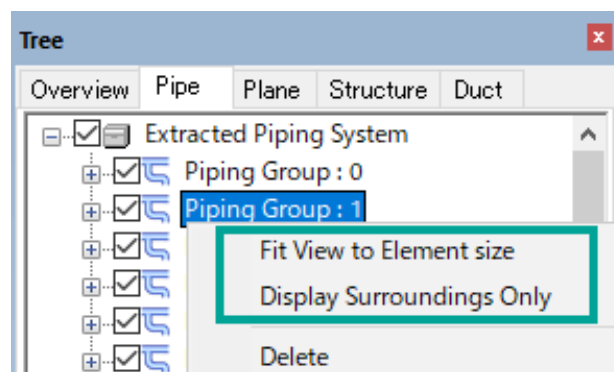 Tree
x
Overview Pipe Plane Structure Duct
Extracted Piping System
Piping Group : 0
Piping Group : 1
Fit View to Element size
Display Surroundings Only
Delete